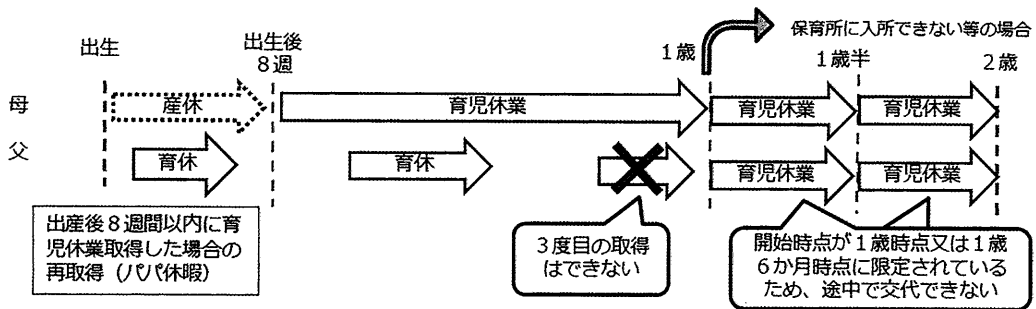 保育所に入所できない等の場合
出生
出生後
8週
1歳
1歳半
2歳
母
産休
育児休業
育児休業
育児休業
父
育休
育休
育児休業
育児休業
出産後8週間以内に育
児休業取得した場合の
再取得（パパ休暇）
3度目の取得
はできない
開始時点が1歳時点又は1歳
6か月時点に限定されている
ため、途中で交代できない